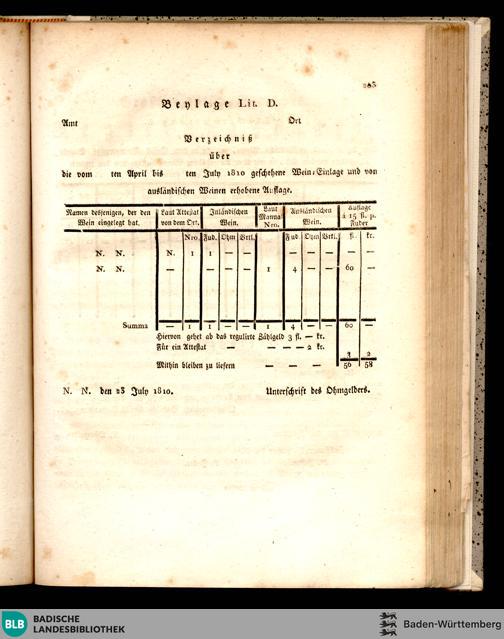 Beylage Lit. D.
Amt Ort
Verzeichniß
über
die vom ten April bis ten July 1810 geschehene Wein-Einlage und von
ausländischen Weinen erhobene Auflage.
Namen desjenigen, der den Wein eingelegt hat. Laut Attestat von dem Ort. Inländischen Wein. Laut Manua Nro. Ausländischen Wein. Auflage à 15 fl. p. Fuder
Nro. Fud. Ohm Vrtl. Fud Ohm Vrtl. fl. kr.
N. N. N. 1 1 — — — — — — — —
N. N. — — — — — 1 4 — — 60 —
Summa — 1 1 — — 1 4 — — 60 —
Hiervon gehet ab das regulirte Zählgeld 3 fl. — kr.
Für ein Attestat — — — 2 kr.
3 2
Mithin bleiben zu liefern — — — 56 58
N. N. den 23 July 1810. Unterschrift des Ohmgelders.
BLB BADISCHE LANDESBIBLIOTHEK
Baden-Württemberg